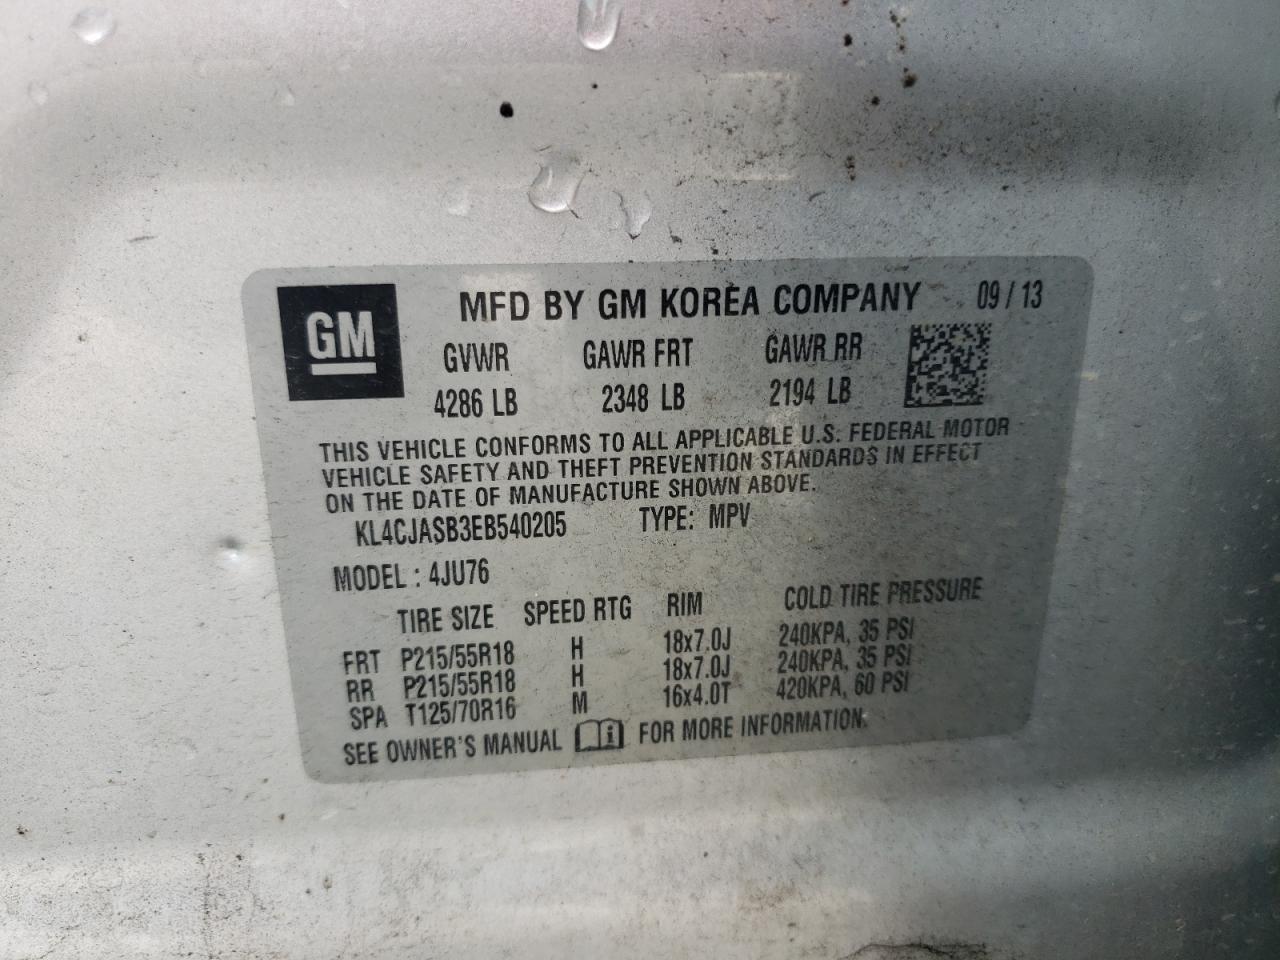 GM
MFD BY GM KOREA COMPANY 09 / 13
GVWR GAWR FRT GAWR RR
4286 LB 2348 LB 2194 LB
THIS VEHICLE CONFORMS TO ALL APPLICABLE U.S. FEDERAL MOTOR
VEHICLE SAFETY AND THEFT PREVENTION STANDARDS IN EFFECT
ON THE DATE OF MANUFACTURE SHOWN ABOVE.
KL4CJASB3EB540205 TYPE: MPV
MODEL : 4JU76
TIRE SIZE SPEED RTG RIM COLD TIRE PRESSURE
FRT P215/55R18 H 18x7.0J 240KPA, 35 PSI
RR P215/55R18 H 18x7.0J 240KPA, 35 PSI
SPA T125/70R16 M 16x4.0T 420KPA, 60 PSI
SEE OWNER'S MANUAL i FOR MORE INFORMATION.